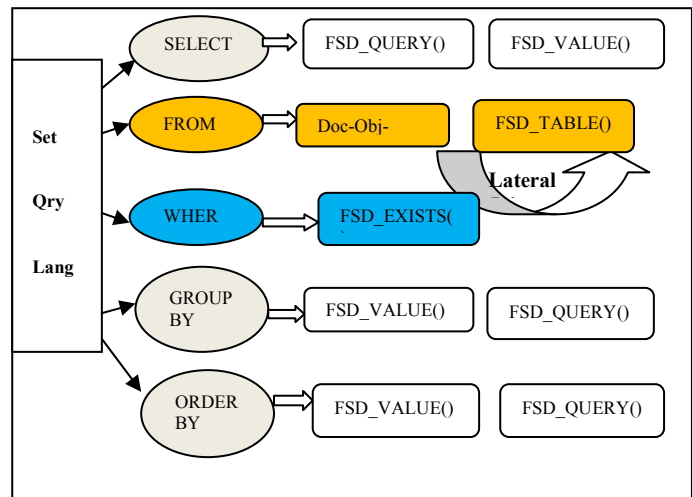 SELECT
FSD_QUERY()
FSD_VALUE()
Set
Qry
Lang
FROM
Doc-Obj-
FSD_TABLE()
Lateral
WHER
FSD_EXISTS(
GROUP
BY
FSD_VALUE()
FSD_QUERY()
ORDER
BY
FSD_VALUE()
FSD_QUERY()